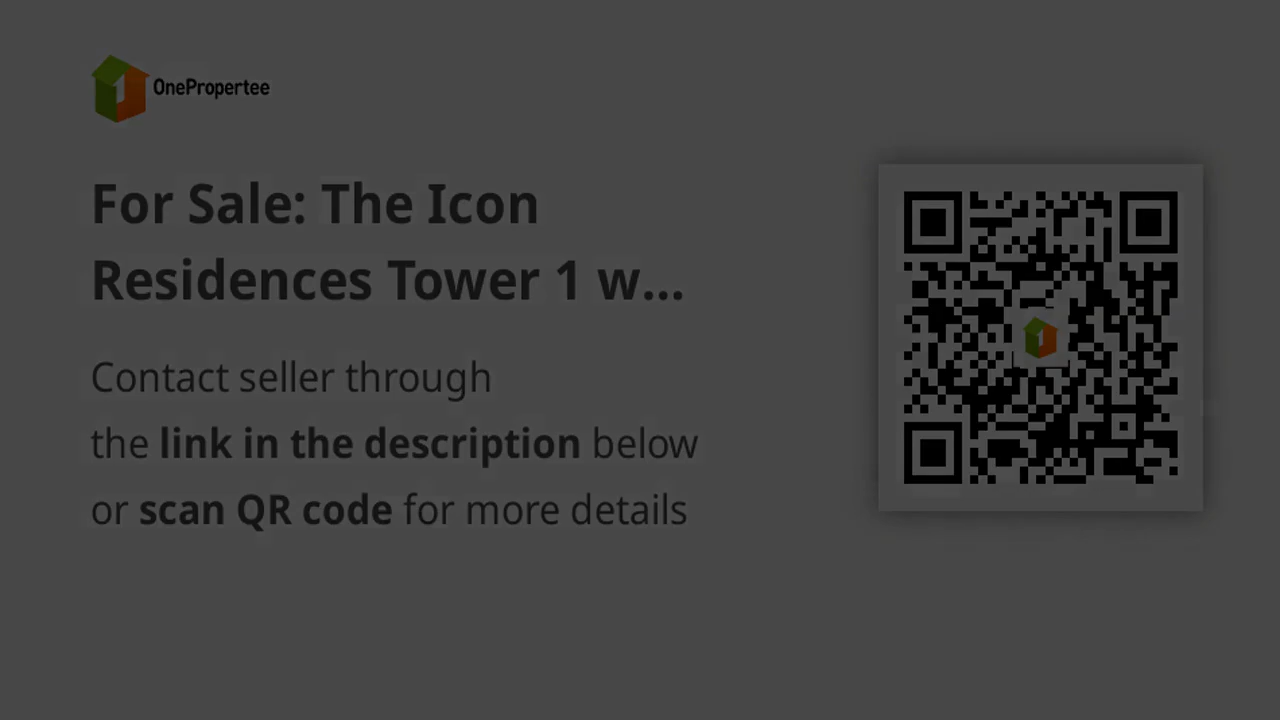 OnePropertee
For Sale: The Icon
Residences Tower 1 w...
Contact seller through
the link in the description below
or scan QR code for more details